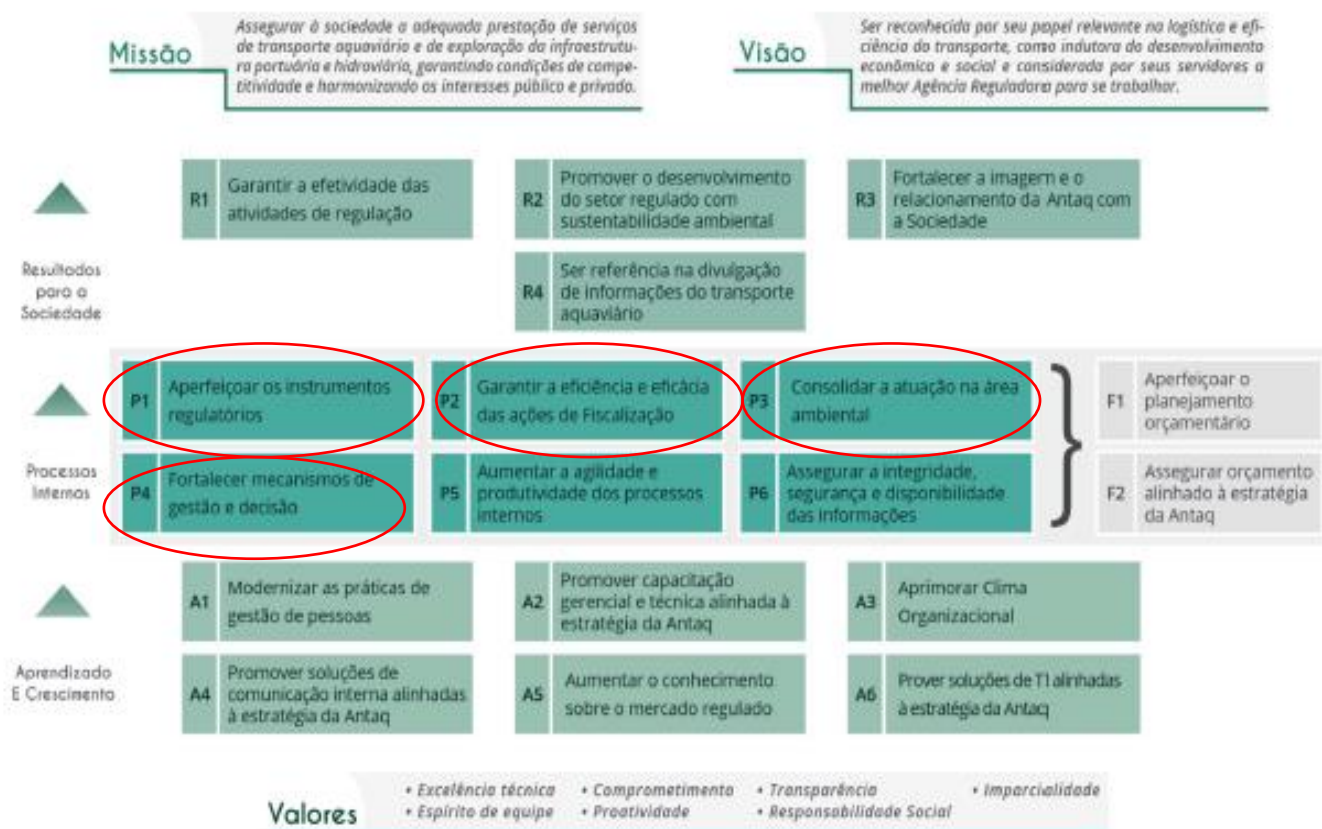 Missão
Assegurar à sociedade a adequada prestação de serviços
de transporte aquaviário e de exploração da infraestrutu-
ra portuária e hidroviária, garantindo condições de compe-
titividade e harmonizando os interesses público e privado.
Visão
Ser reconhecida por seu papel relevante na logística e efi-
ciência do transporte, como indutora do desenvolvimento
econômico e social e considerada por seus servidores a
melhor Agência Reguladora para se trabalhar.
Resultados
para a
Sociedade
R1
Garantir a efetividade das
atividades de regulação
R2
Promover o desenvolvimento
do setor regulado com
sustentabilidade ambiental
R3
Fortalecer a imagem e o
relacionamento da Antaq com
a Sociedade
R4
Ser referência na divulgação
de informações do transporte
aquaviário
Processos
Internos
P1
Aperfeiçoar os instrumentos
regulatórios
P2
Garantir a eficiência e eficácia
das ações de Fiscalização
P3
Consolidar a atuação na área
ambiental
F1
Aperfeiçoar o
planejamento
orçamentário
P4
Fortalecer mecanismos de
gestão e decisão
P5
Aumentar a agilidade e
produtividade dos processos
internos
P6
Assegurar a integridade,
segurança e disponibilidade
das informações
F2
Assegurar orçamento
alinhado à estratégia
da Antaq
Aprendizado
E Crescimento
A1
Modernizar as práticas de
gestão de pessoas
A2
Promover capacitação
gerencial e técnica alinhada à
estratégia da Antaq
A3
Aprimorar Clima
Organizacional
A4
Promover soluções de
comunicação interna alinhadas
à estratégia da Antaq
A5
Aumentar o conhecimento
sobre o mercado regulado
A6
Prover soluções de TI alinhadas
à estratégia da Antaq
Valores
• Excelência técnica • Comprometimento • Transparência • Imparcialidade
• Espírito de equipe • Proatividade • Responsabilidade Social